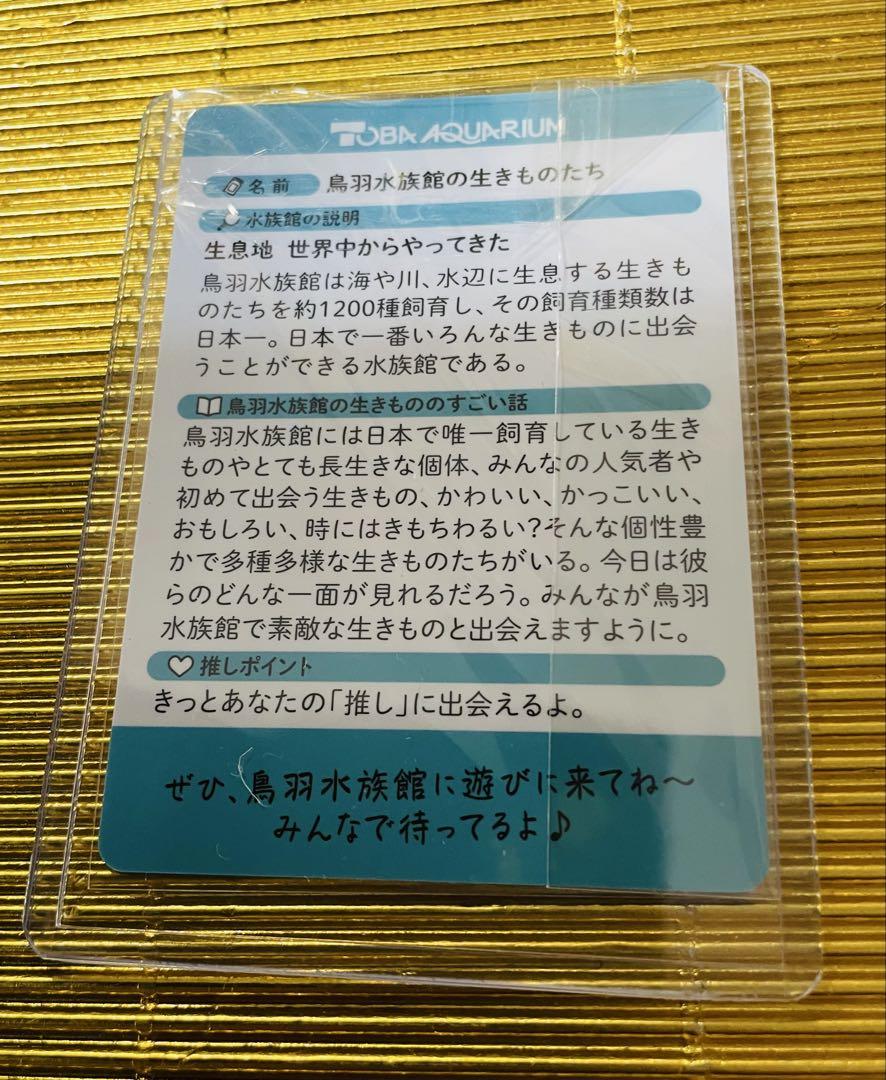 TOBA AQUARIUM
名前 鳥羽水族館の生きものたち
水族館の説明
生息地 世界中からやってきた
鳥羽水族館は海や川、水辺に生息する生きも
のたちを約1200種飼育し、その飼育種類数は
日本一。日本で一番いろんな生きものに出会
うことができる水族館である。
鳥羽水族館の生きもののすごい話
鳥羽水族館には日本で唯一飼育している生き
ものやとても長生きな個体、みんなの人気者や
初めて出会う生きもの、かわいい、かっこいい、
おもしろい、時にはきもちわるい?そんな個性豊
かで多種多様な生きものたちがいる。今日は彼
らのどんな一面が見れるだろう。みんなが鳥羽
水族館で素敵な生きものと出会えますように。
推しポイント
きっとあなたの「推し」に出会えるよ。
ぜひ、鳥羽水族館に遊びに来てね〜
みんなで待ってるよ♪